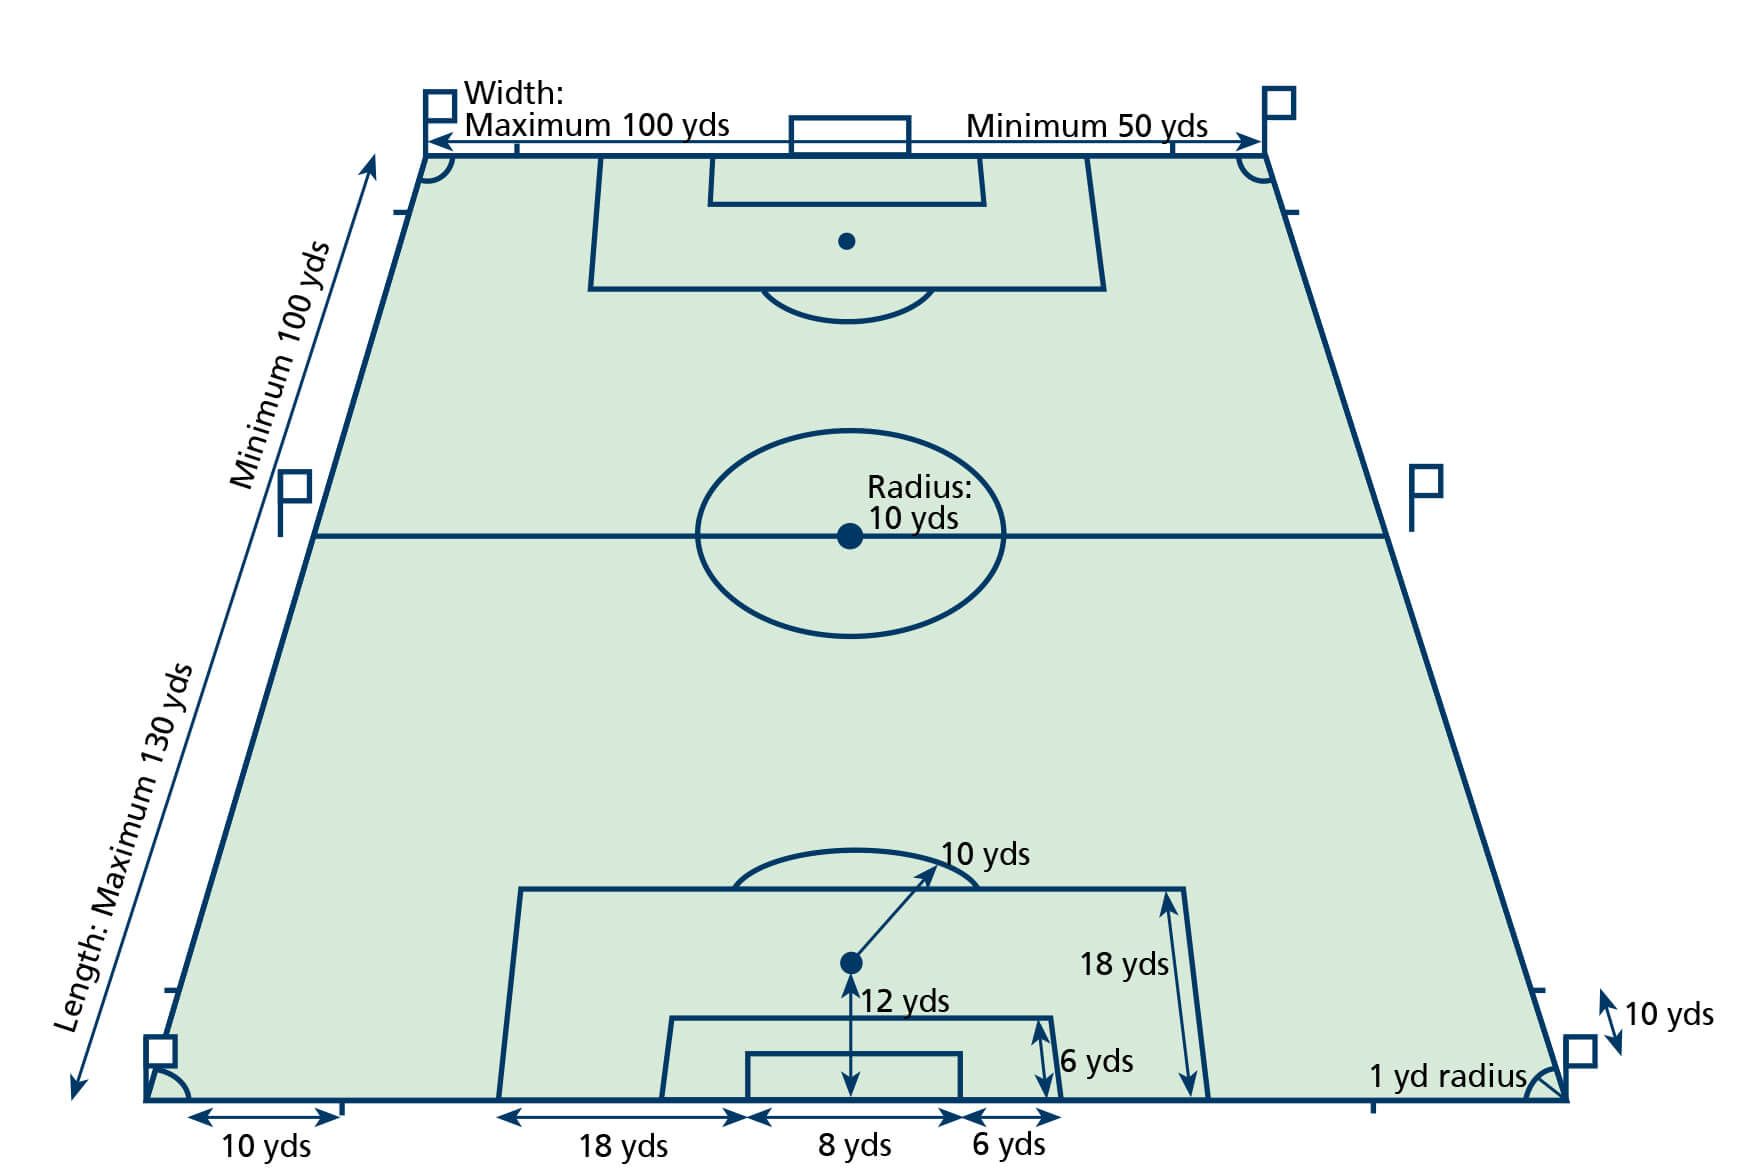 Width:
Maximum 100 yds
Minimum 50 yds
Minimum 100 yds
Length: Maximum 130 yds
Radius:
10 yds
10 yds
18 yds
12 yds
10 yds
6 yds
1 yd radius
10 yds
18 yds
8 yds
6 yds